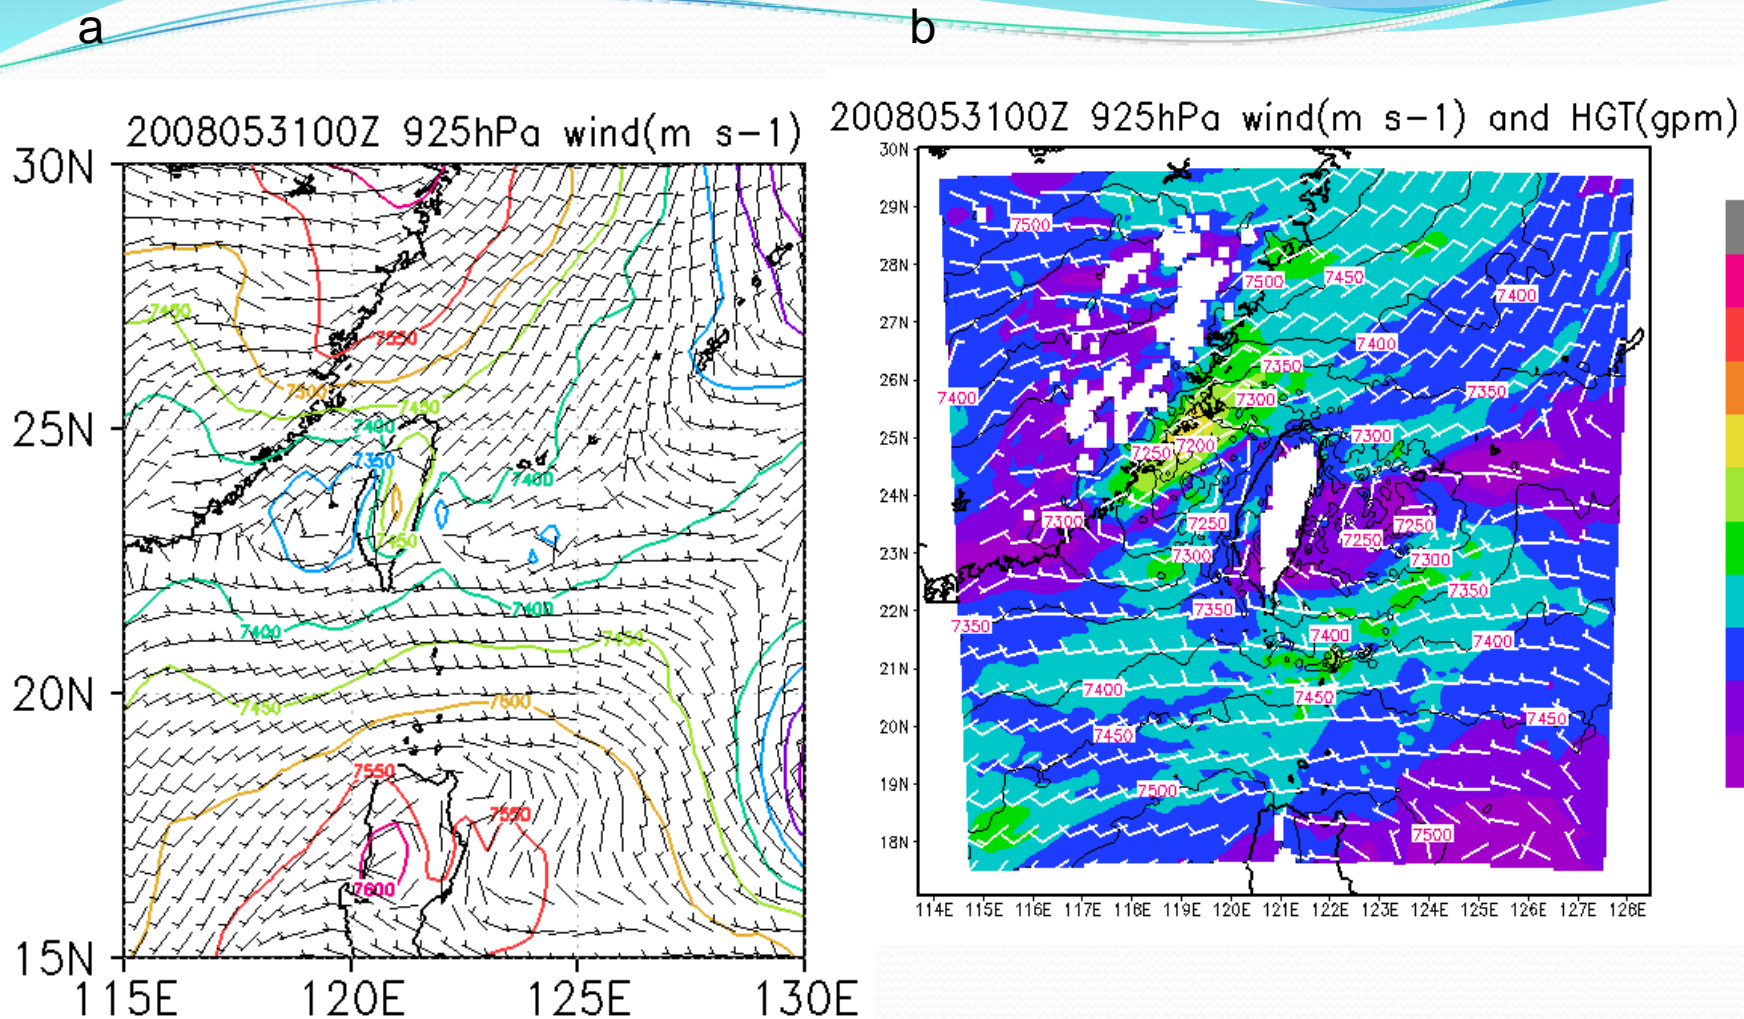 a
b
2008053100Z 925hPa wind(m s-1)
2008053100Z 925hPa wind(m s-1) and HGT(gpm)
30N
25N
20N
15N
115E 120E 125E 130E
7450
7550
7500
7450
7400
7350
7450
7400
7400
7400
7450
7450
7500
7550
7550
7600
30N
29N
28N
27N
26N
25N
24N
23N
22N
21N
20N
19N
18N
114E 115E 116E 117E 118E 119E 120E 121E 122E 123E 124E 125E 126E 127E 128E
7500
7500
7450
7400
7400
7350
7350
7400
7300
7300
7200
7250
7300
7250
7250
7250
7300
7300
7350
7350
7350
7400
7400
7400
7450
7450
7450
7500
7500